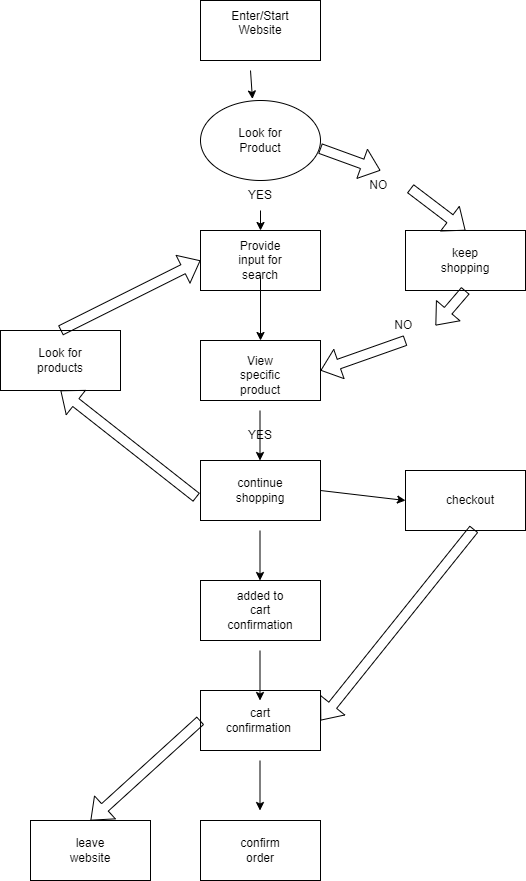 Enter/Start
Website
Look for
Product
NO
YES
Provide
input for
search
keep
shopping
NO
Look for
products
View
specific
product
YES
continue
shopping
checkout
added to
cart
confirmation
cart
confirmation
leave
website
confirm
order